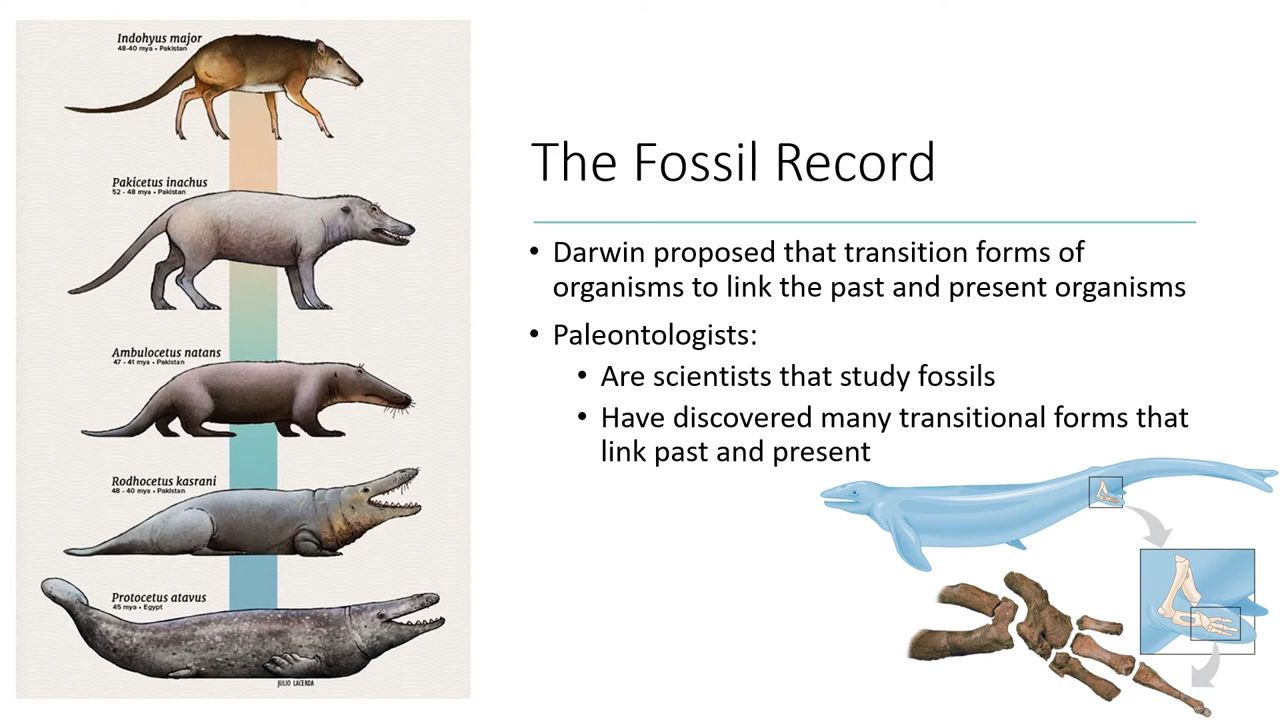 Indohyus major
48-40 mya • Pakistan
Pakicetus inachus
52 - 48 mya • Pakistan
Ambulocetus natans
47 - 41 mya • Pakistan
Rodhocetus kasrani
48 - 40 mya • Pakistan
Protocetus atavus
45 mya • Egypt
JULIO LACERDA
The Fossil Record
• Darwin proposed that transition forms of
organisms to link the past and present organisms
• Paleontologists:
• Are scientists that study fossils
• Have discovered many transitional forms that
link past and present